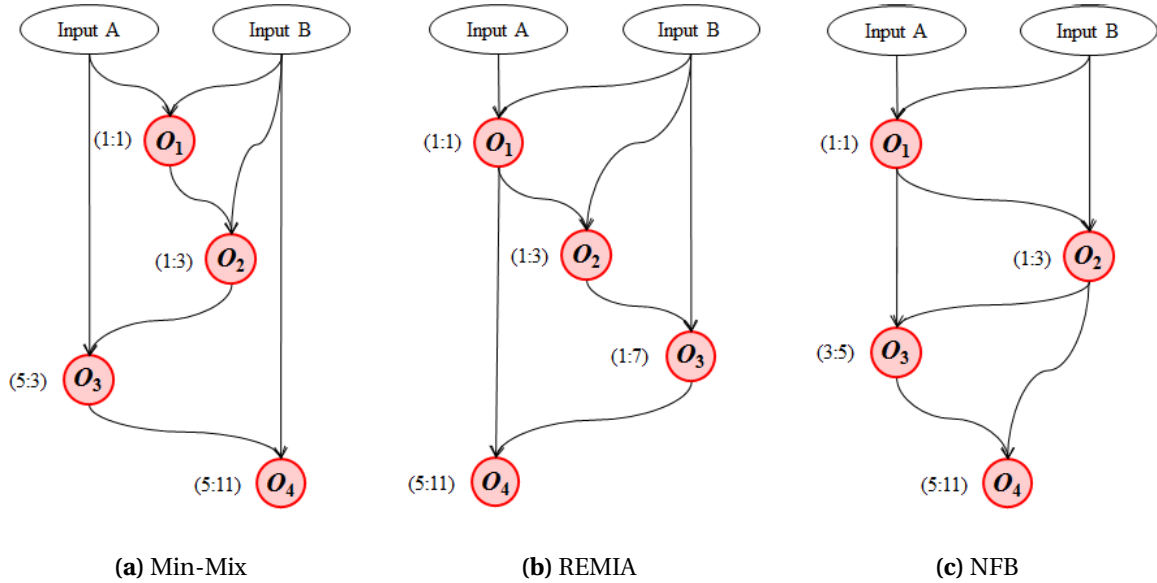 Input A
Input B
(1:1)
O1
(1:3)
O2
(5:3)
O3
(5:11)
O4
(a) Min-Mix
Input A
Input B
(1:1)
O1
(1:3)
O2
(1:7)
O3
(5:11)
O4
(b) REMIA
Input A
Input B
(1:1)
O1
(1:3)
O2
(3:5)
O3
(5:11)
O4
(c) NFB